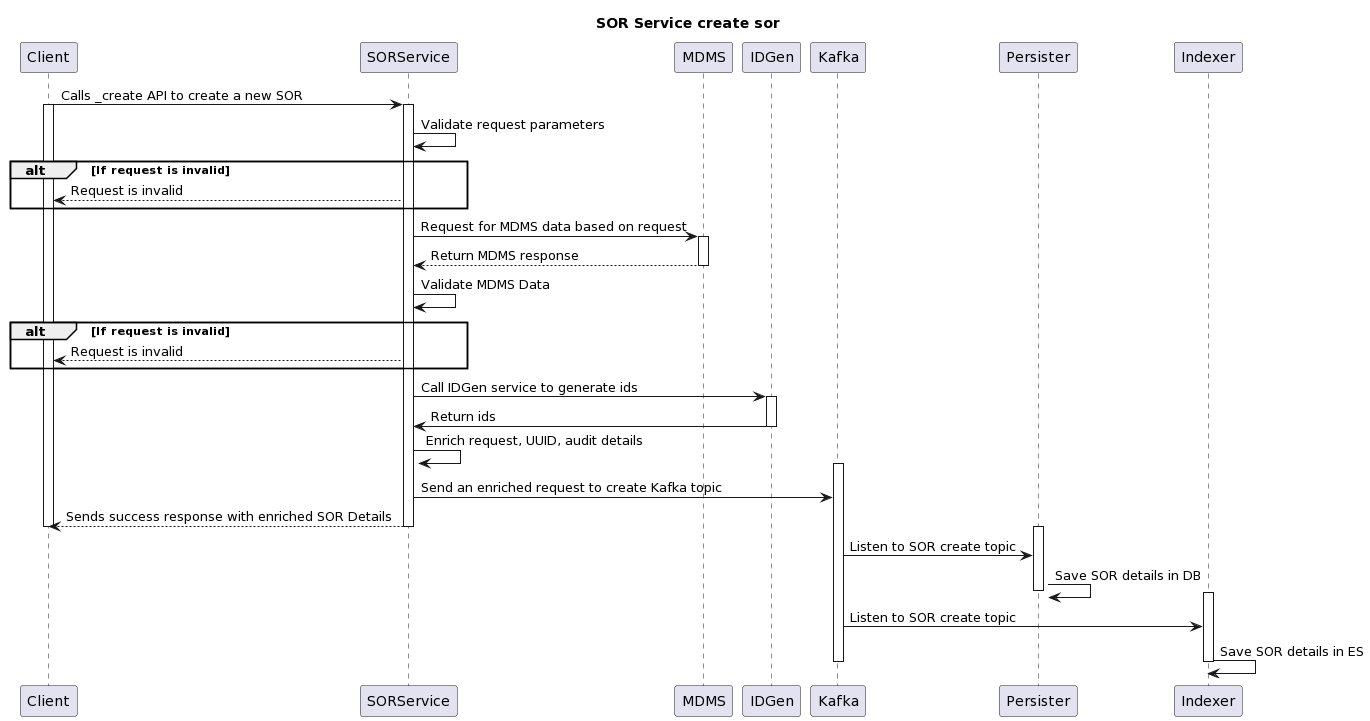 SOR Service create sor
Client
SORService
MDMS
IDGen
Kafka
Persister
Indexer
Calls _create API to create a new SOR
Validate request parameters
alt
[If request is invalid]
Request is invalid
Request for MDMS data based on request
Return MDMS response
Validate MDMS Data
alt
[If request is invalid]
Request is invalid
Call IDGen service to generate ids
Return ids
Enrich request, UUID, audit details
Send an enriched request to create Kafka topic
Sends success response with enriched SOR Details
Listen to SOR create topic
Save SOR details in DB
Listen to SOR create topic
Save SOR details in ES
Client
SORService
MDMS
IDGen
Kafka
Persister
Indexer